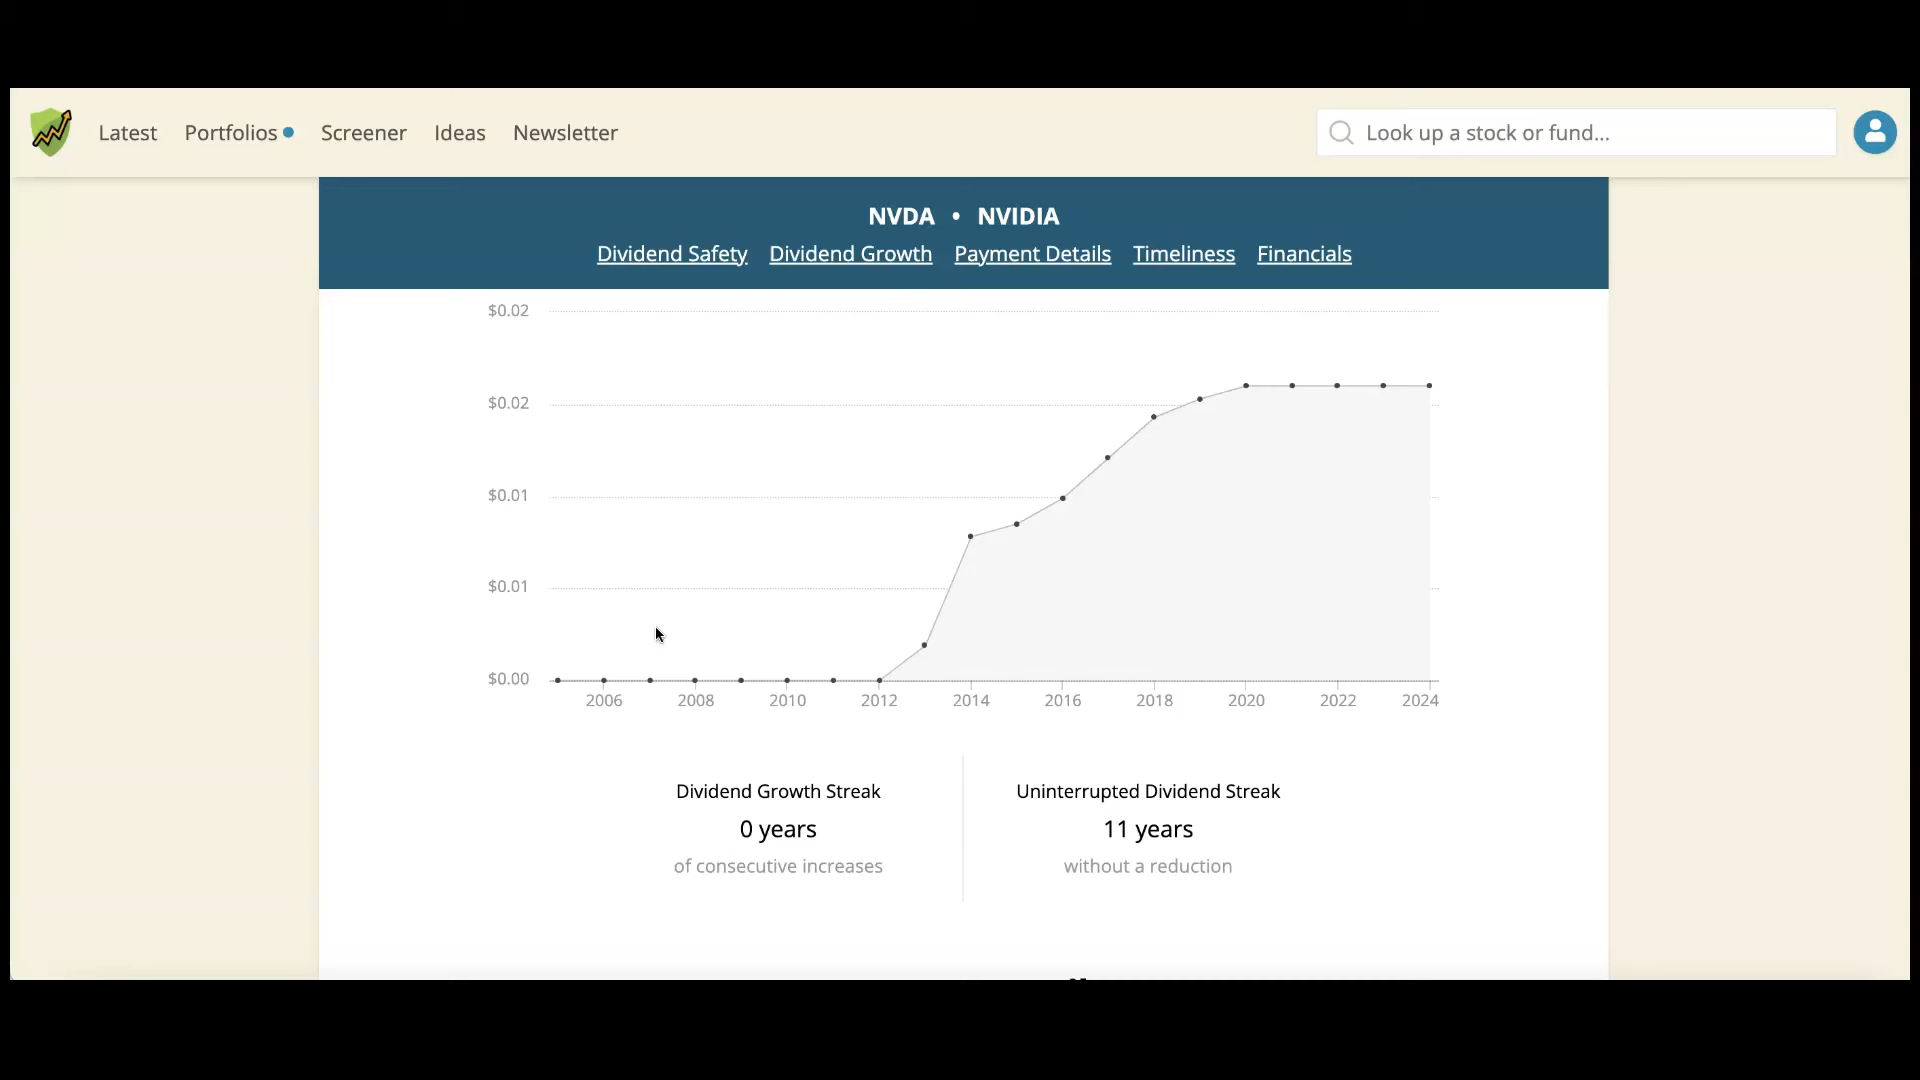 Latest Portfolios Screener Ideas Newsletter Look up a stock or fund...
NVDA • NVIDIA
Dividend Safety Dividend Growth Payment Details Timeliness Financials
$0.02
$0.02
$0.01
$0.01
$0.00
2006 2008 2010 2012 2014 2016 2018 2020 2022 2024
Dividend Growth Streak
0 years
of consecutive increases
Uninterrupted Dividend Streak
11 years
without a reduction